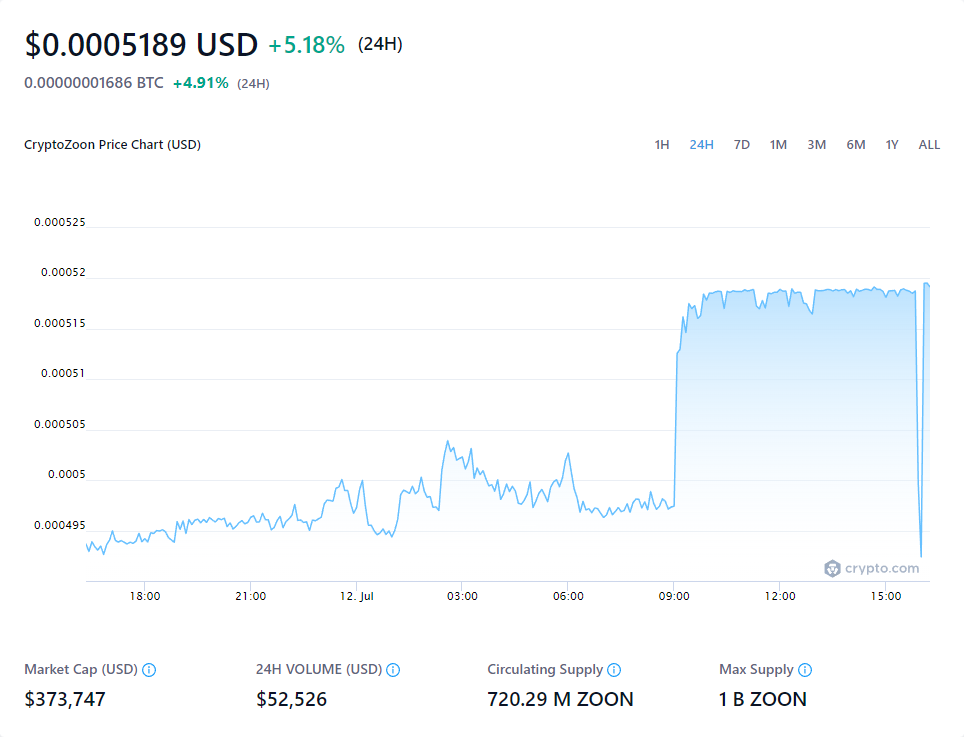 $0.0005189 USD +5.18% (24H)
0.00000001686 BTC +4.91% (24H)
CryptoZoon Price Chart (USD) 1H 24H 7D 1M 3M 6M 1Y ALL
0.000525
0.00052
0.000515
0.00051
0.000505
0.0005
0.000495
crypto.com
18:00 21:00 12. Jul 03:00 06:00 09:00 12:00 15:00
Market Cap (USD) 24H VOLUME (USD) Circulating Supply Max Supply
$373,747 $52,526 720.29 M ZOON 1 B ZOON